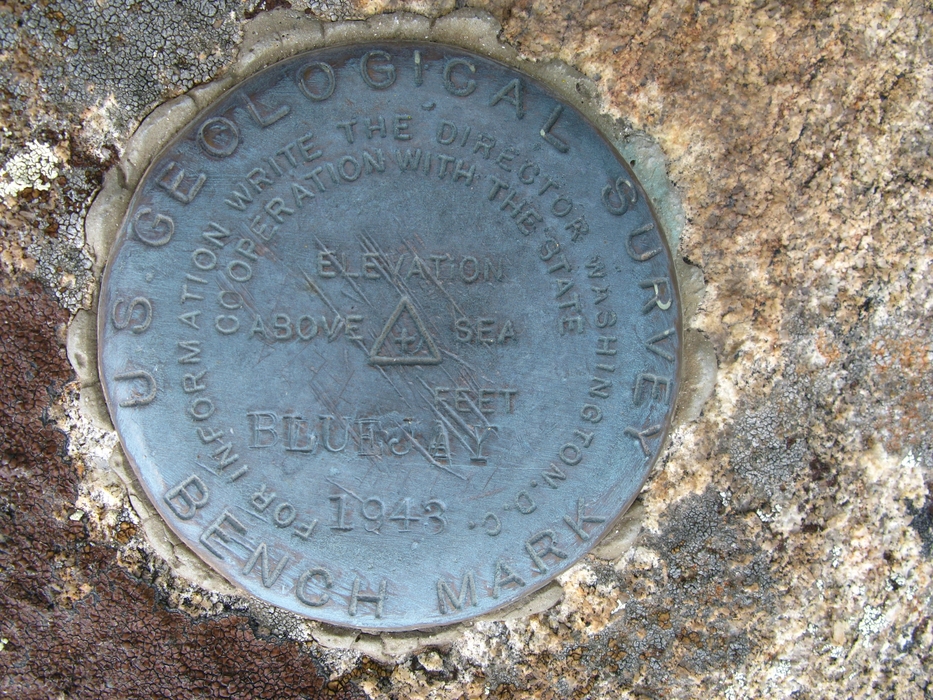 U S GEOLOGICAL SURVEY
FOR INFORMATION WRITE THE DIRECTOR WASHINGTON. D.C.
COOPERATION WITH THE STATE
ELEVATION
ABOVE SEA
FEET
BLUEJAY
1943
BENCH MARK